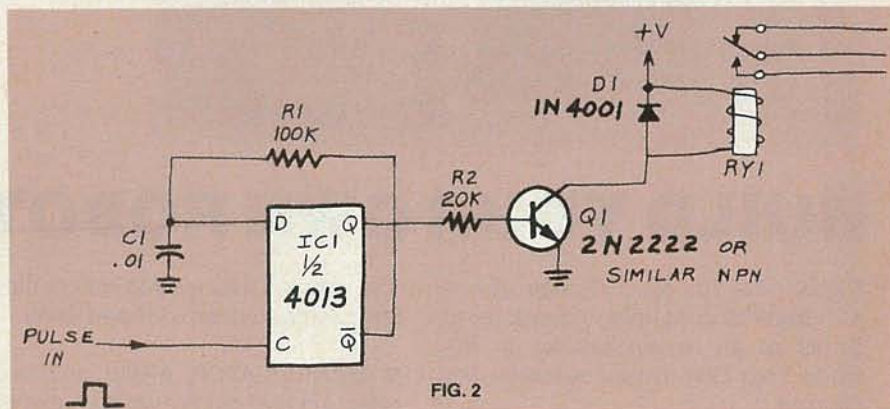 +V
D1
1N4001
RY1
R1
100K
R2
20K
Q1
2N2222 OR
SIMILAR NPN
C1
.01
D
Q
IC1
1/2
4013
C
Q̅
PULSE
IN
FIG. 2